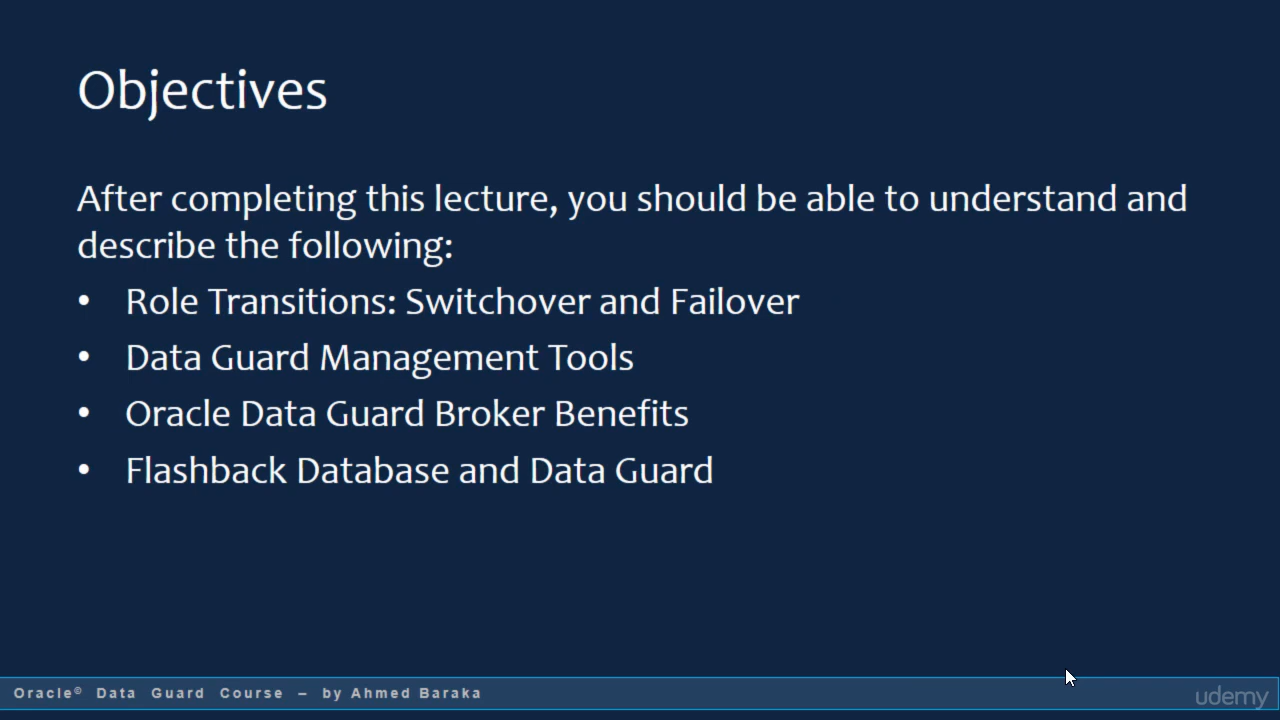 Objectives
After completing this lecture, you should be able to understand and
describe the following:
• Role Transitions: Switchover and Failover
• Data Guard Management Tools
• Oracle Data Guard Broker Benefits
• Flashback Database and Data Guard
Oracle© Data Guard Course – by Ahmed Baraka
udemy